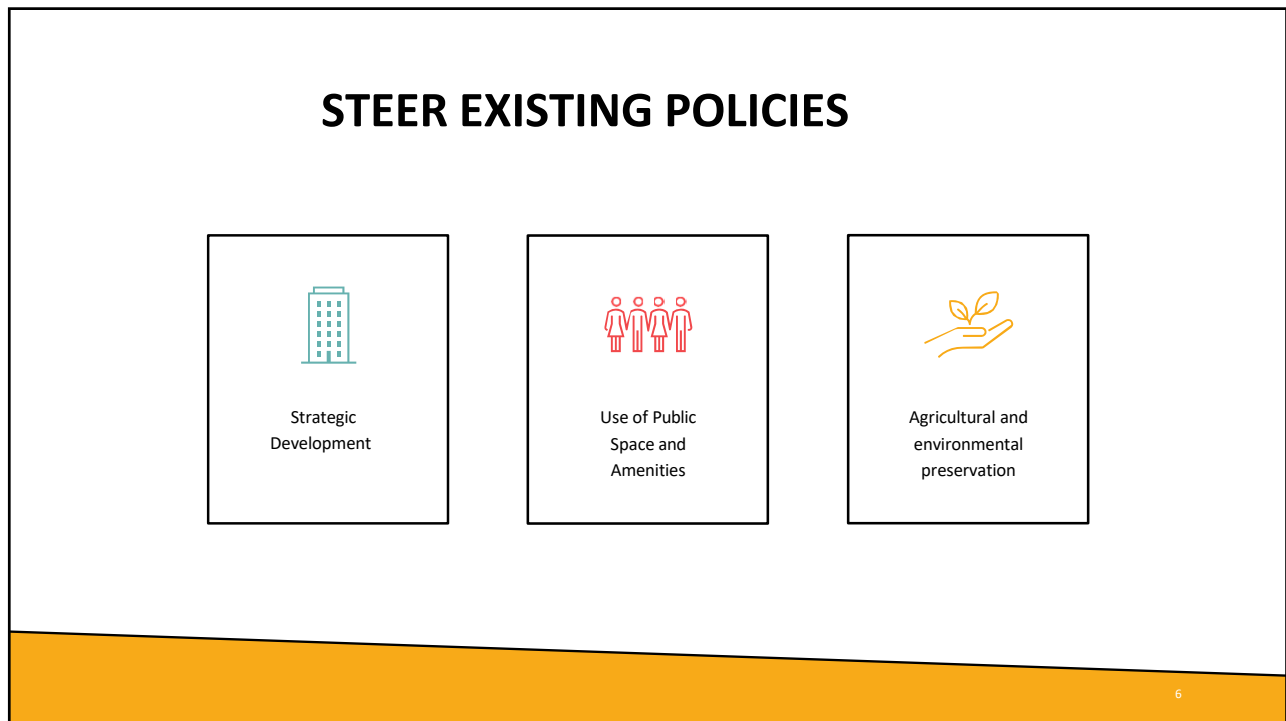 STEER EXISTING POLICIES
Strategic
Development
Use of Public
Space and
Amenities
Agricultural and
environmental
preservation
6